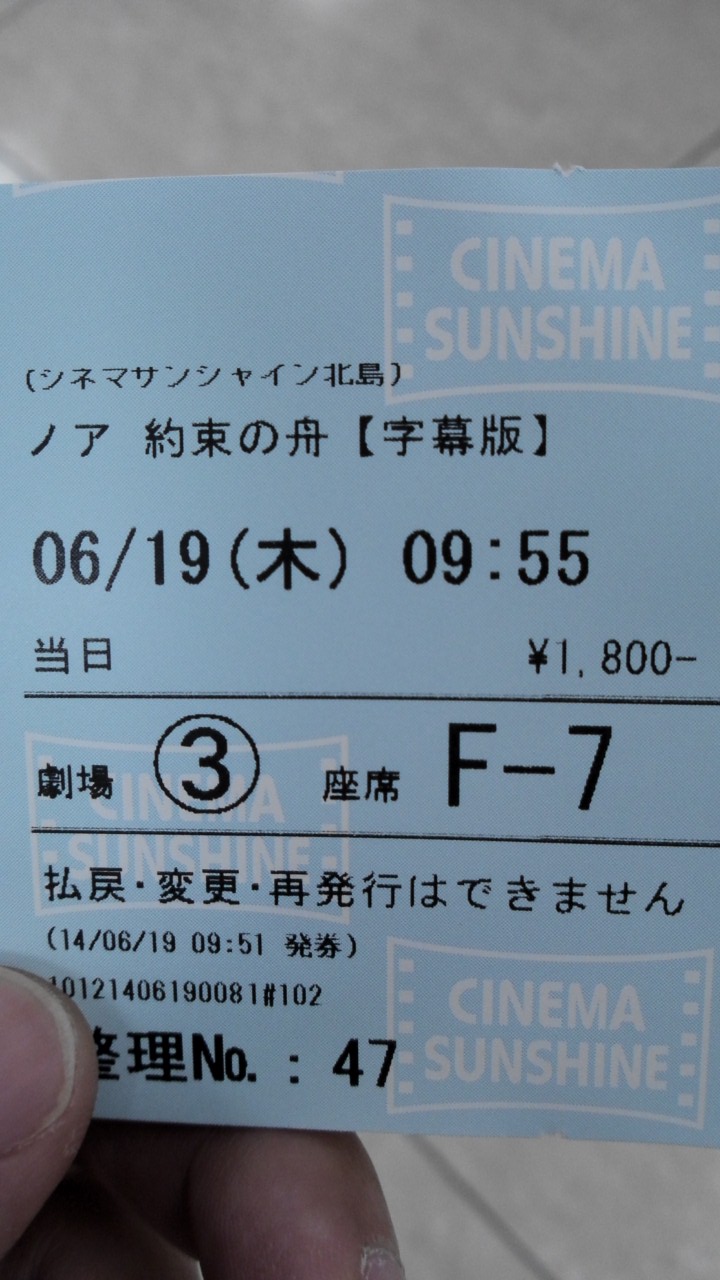 CINEMA
SUNSHINE
(シネマサンシャイン北島)
ノア 約束の舟【字幕版】
06/19(木) 09:55
当日 ¥1,800-
劇場 ③ 座席 F-7
CINEMA
SUNSHINE
払戻・変更・再発行はできません
(14/06/19 09:51 発券)
10121406190081#102
整理No.: 47
CINEMA
SUNSHINE